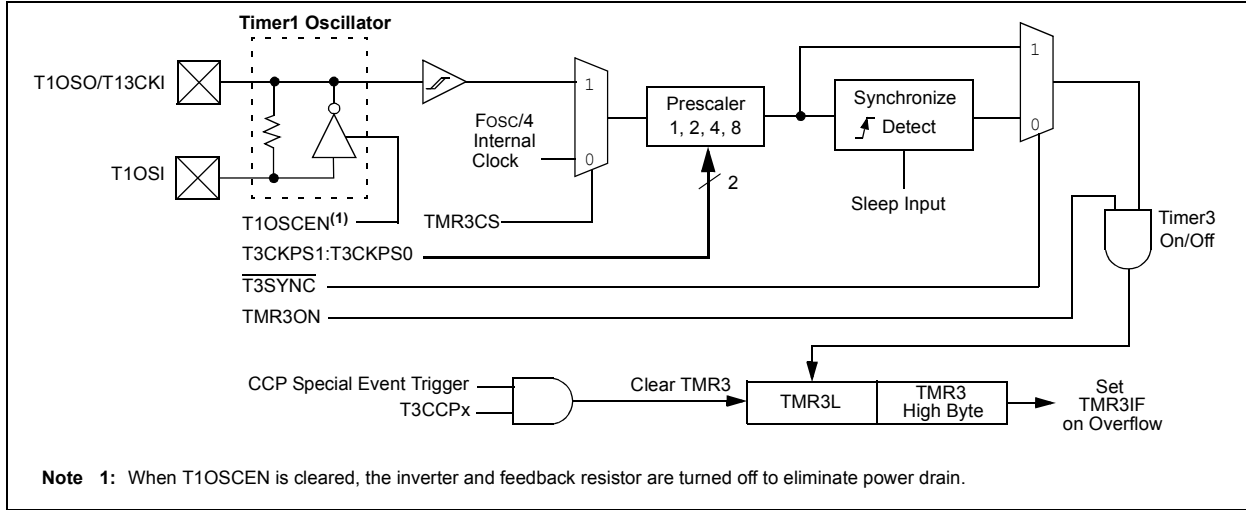 Timer1 Oscillator
T1OSO/T13CKI
T1OSI
FOSC/4
Internal
Clock
1
0
Prescaler
1, 2, 4, 8
2
Synchronize
Detect
Sleep Input
1
0
T1OSCEN(1)
TMR3CS
T3CKPS1:T3CKPS0
T3SYNC
TMR3ON
Timer3
On/Off
CCP Special Event Trigger
T3CCPx
Clear TMR3
TMR3L
TMR3
High Byte
Set
TMR3IF
on Overflow
Note 1: When T1OSCEN is cleared, the inverter and feedback resistor are turned off to eliminate power drain.